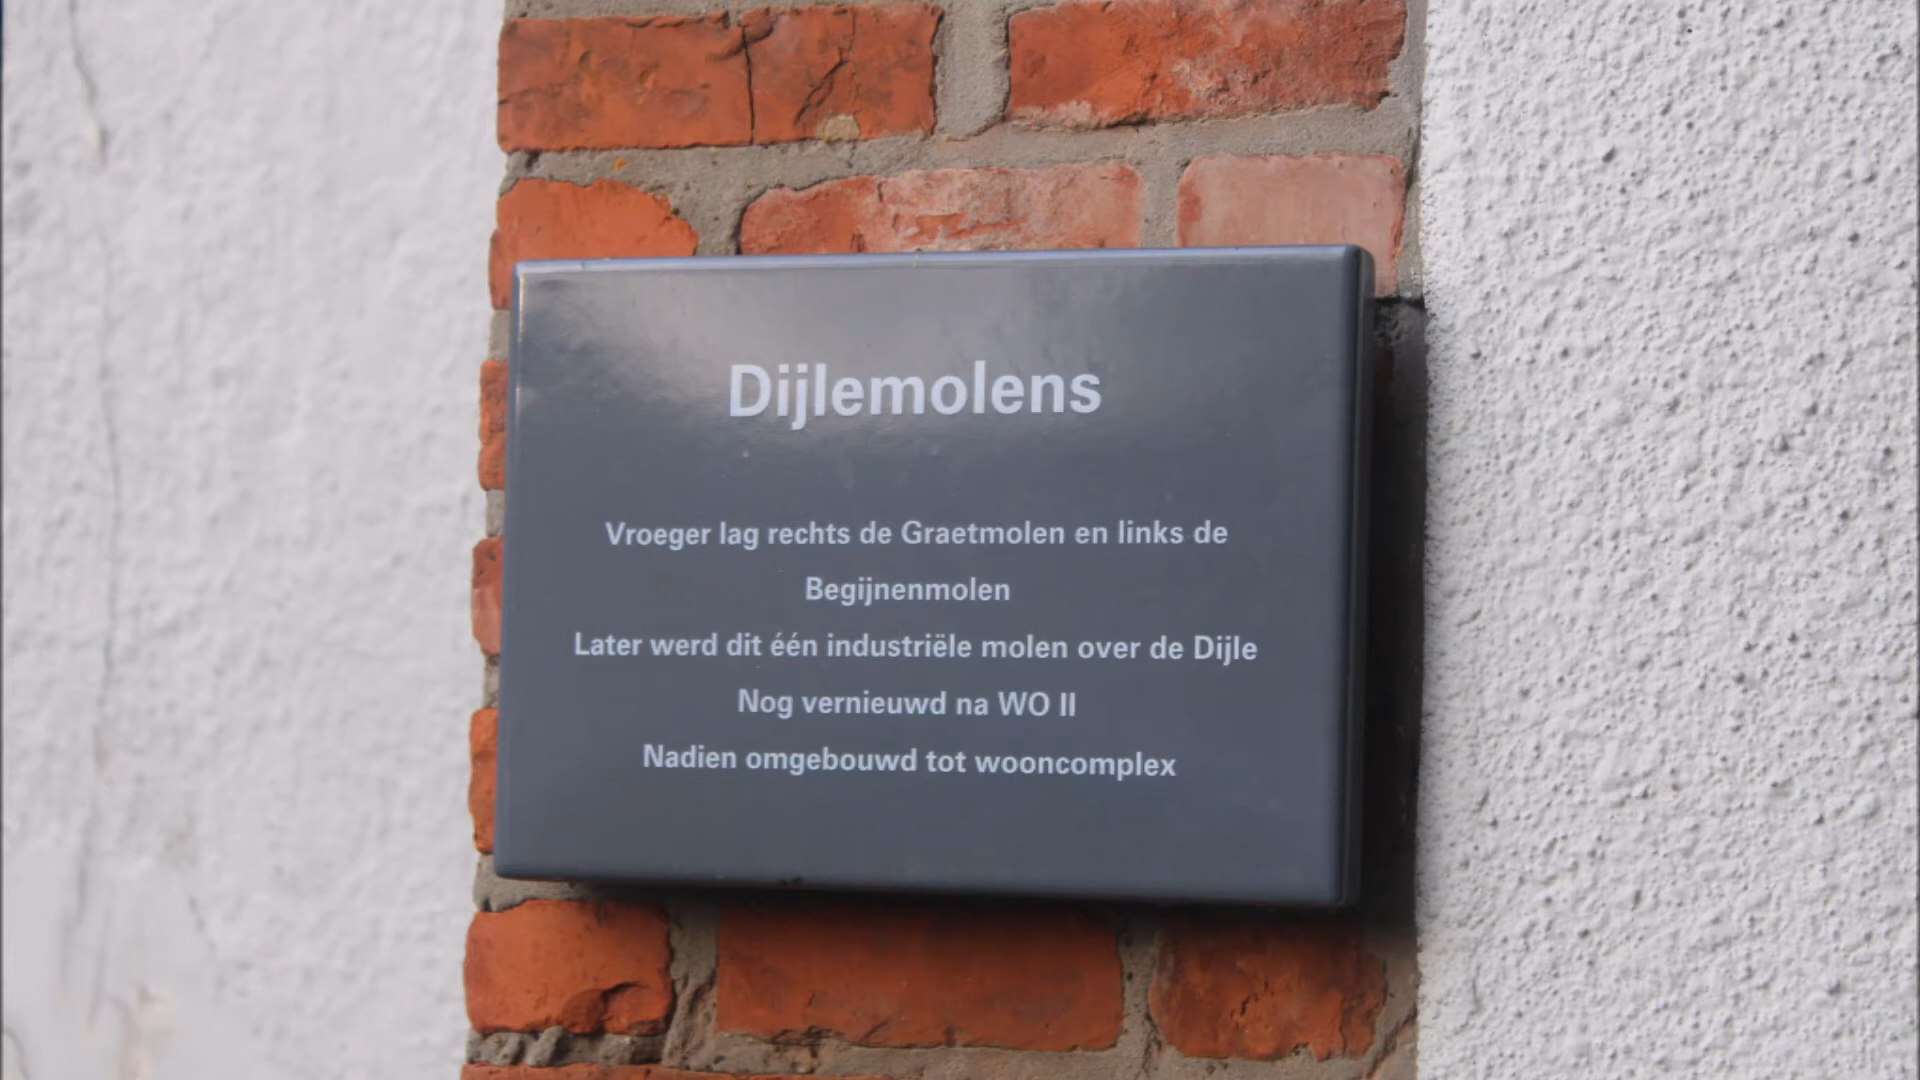 Dijlemolens
Vroeger lag rechts de Graetmolen en links de
Begijnenmolen
Later werd dit één industriële molen over de Dijle
Nog vernieuwd na WO II
Nadien omgebouwd tot wooncomplex